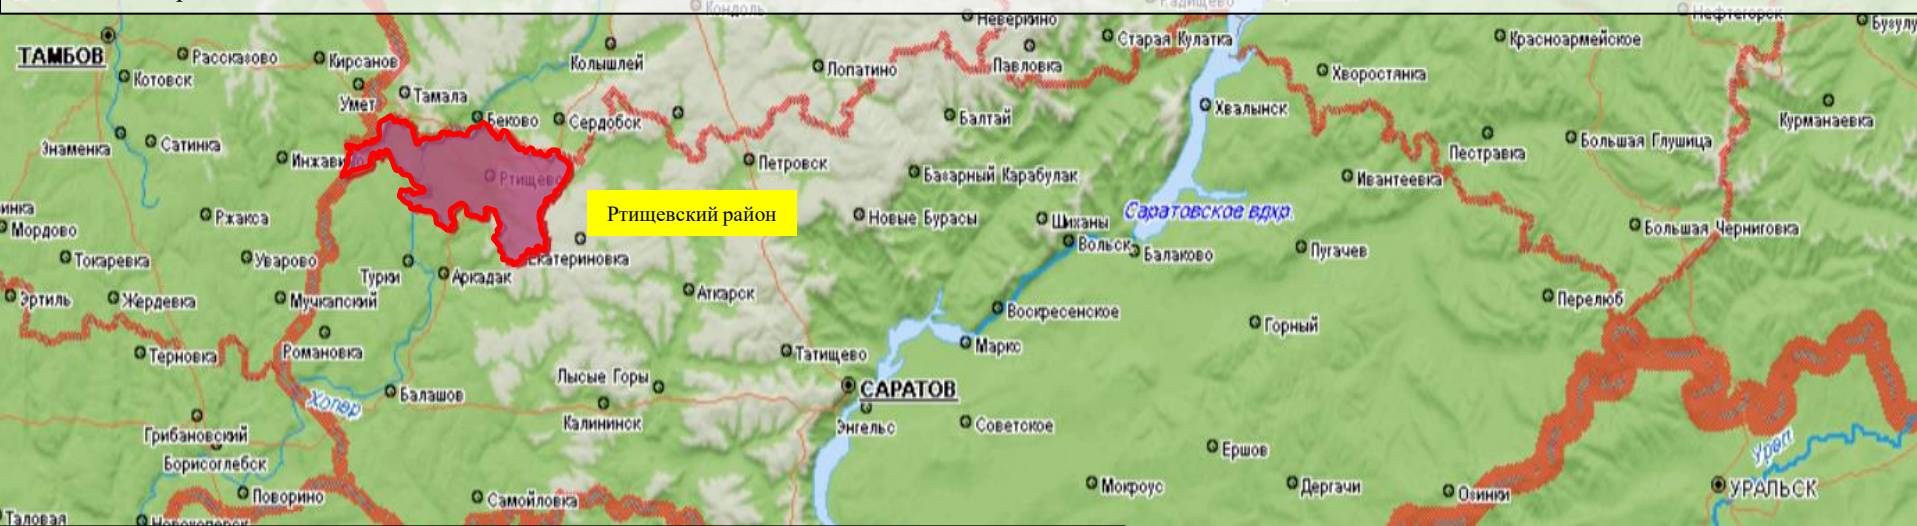 Кондоль
Радищево
Неверкино
Нефтегорск
Бузулу
ТАМБОВ
Рассказово
Кирсанов
Колышлей
Старая Кулатка
Красноармейское
Котовск
Умет
Тамала
Лопатино
Павловка
Хворостянка
Беково
Сердобск
Балтай
Хвалынск
Курманаевка
Знаменка
Сатинка
Инжави
Петровск
Пестравка
Большая Глушица
Ртищево
Базарный Карабулак
Ивантеевка
инка
Ржакса
Ртищевский район
Новые Бурасы
Шиханы
Саратовское вдхр.
Большая Черниговка
Мордово
Вольск
Балаково
Пугачев
Токаревка
Уварово
Турки
Аркадак
Екатериновка
Эртиль
Жердевка
Мучкапский
Аткарск
Воскресенское
Перелюб
Горный
Терновка
Романовка
Татищево
Маркс
Лысые Горы
САРАТОВ
Хопер
Балашов
Калининск
Энгельс
Советское
Грибановский
Борисоглебск
Ершов
Урал
Поворино
Самойловка
Мокроус
Дергачи
Озинки
УРАЛЬСК
Таловая
Новохоперск